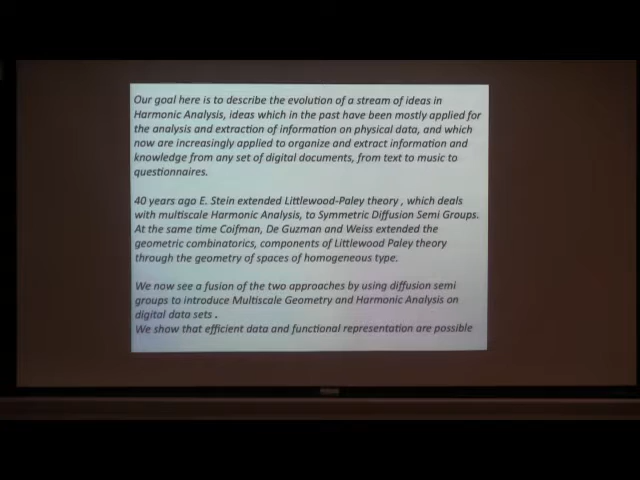 Our goal here is to describe the evolution of a stream of ideas in
Harmonic Analysis, ideas which in the past have been mostly applied for
the analysis and extraction of information on physical data, and which
now are increasingly applied to organize and extract information and
knowledge from any set of digital documents, from text to music to
questionnaires.
40 years ago E. Stein extended Littlewood-Paley theory , which deals
with multiscale Harmonic Analysis, to Symmetric Diffusion Semi Groups.
At the same time Coifman, De Guzman and Weiss extended the
geometric combinatorics, components of Littlewood Paley theory
through the geometry of spaces of homogeneous type.
We now see a fusion of the two approaches by using diffusion semi
groups to introduce Multiscale Geometry and Harmonic Analysis on
digital data sets .
We show that efficient data and functional representation are possible